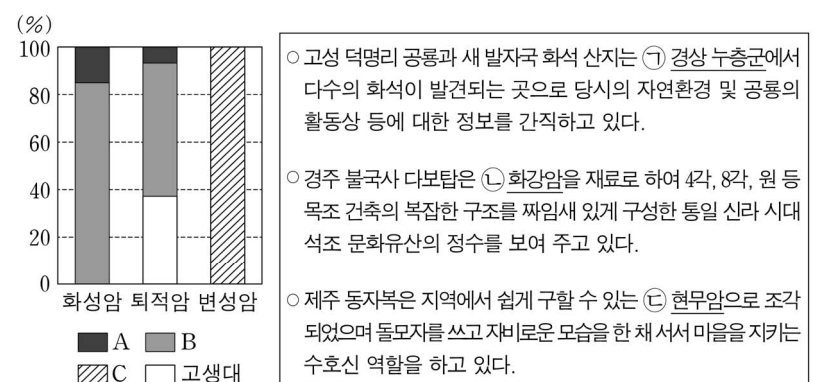 (%)
100
80
60
40
20
0
화성암 퇴적암 변성암
A B
C 고생대
○ 고성 덕명리 공룡과 새 발자국 화석 산지는 ㉠ 경상 누층군에서
다수의 화석이 발견되는 곳으로 당시의 자연환경 및 공룡의
활동상 등에 대한 정보를 간직하고 있다.
○ 경주 불국사 다보탑은 ㉡ 화강암을 재료로 하여 4각, 8각, 원 등
목조 건축의 복잡한 구조를 짜임새 있게 구성한 통일 신라 시대
석조 문화유산의 정수를 보여 주고 있다.
○ 제주 동자복은 지역에서 쉽게 구할 수 있는 ㉢ 현무암으로 조각
되었으며 돌모자를 쓰고 자비로운 모습을 한 채 서서 마을을 지키는
수호신 역할을 하고 있다.